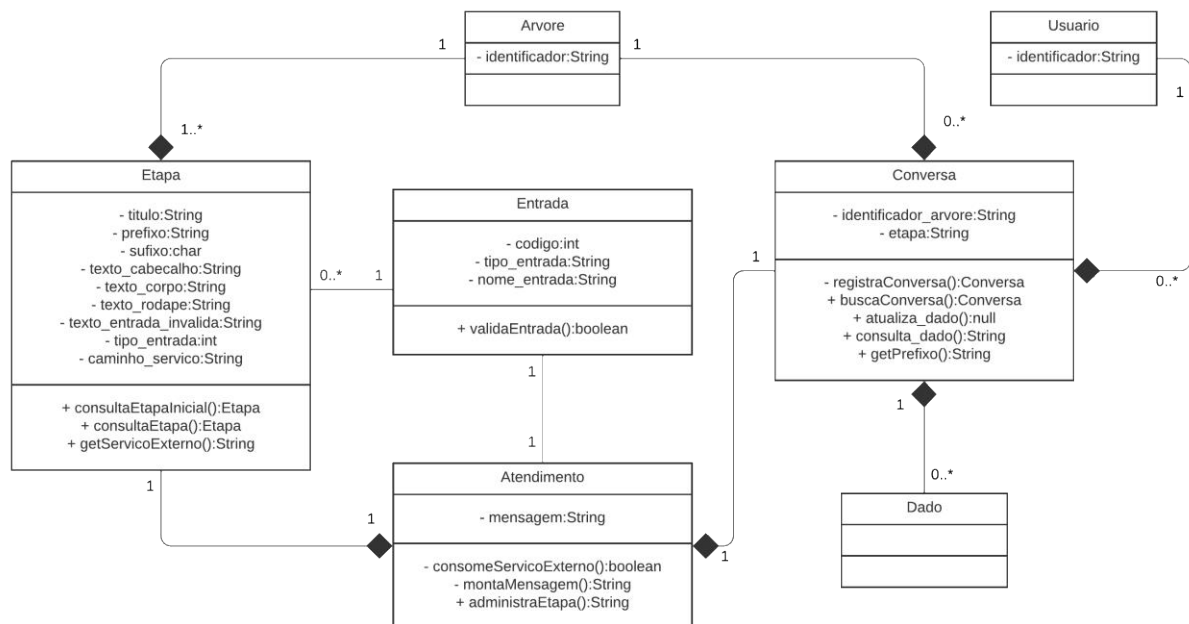 Arvore
- identificador:String
1
1
1..*
0..*
Usuario
- identificador:String
1
0..*
Etapa
- titulo:String
- prefixo:String
- sufixo:char
- texto_cabecalho:String
- texto_corpo:String
- texto_rodape:String
- texto_entrada_invalida:String
- tipo_entrada:int
- caminho_servico:String
+ consultaEtapaInicial():Etapa
+ consultaEtapa():Etapa
+ getServicoExterno():String
0..*
1
Entrada
- codigo:int
- tipo_entrada:String
- nome_entrada:String
+ validaEntrada():boolean
1
1
Conversa
- identificador_arvore:String
- etapa:String
- registraConversa():Conversa
+ buscaConversa():Conversa
+ atualiza_dado():null
+ consulta_dado():String
+ getPrefixo():String
1
1
1
0..*
1
1
Atendimento
- mensagem:String
- consomeServicoExterno():boolean
- montaMensagem():String
+ administraEtapa():String
Dado